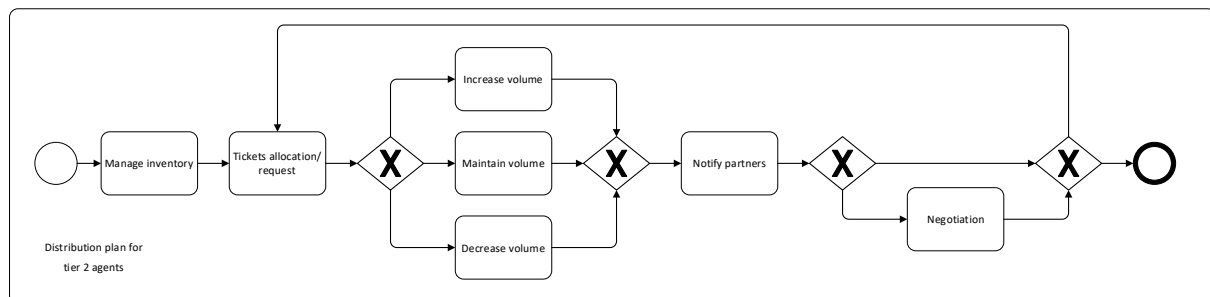 Increase volume
Manage inventory
Tickets allocation/
request
X
Maintain volume
X
Notify partners
X
X
Negotiation
Decrease volume
Distribution plan for
tier 2 agents